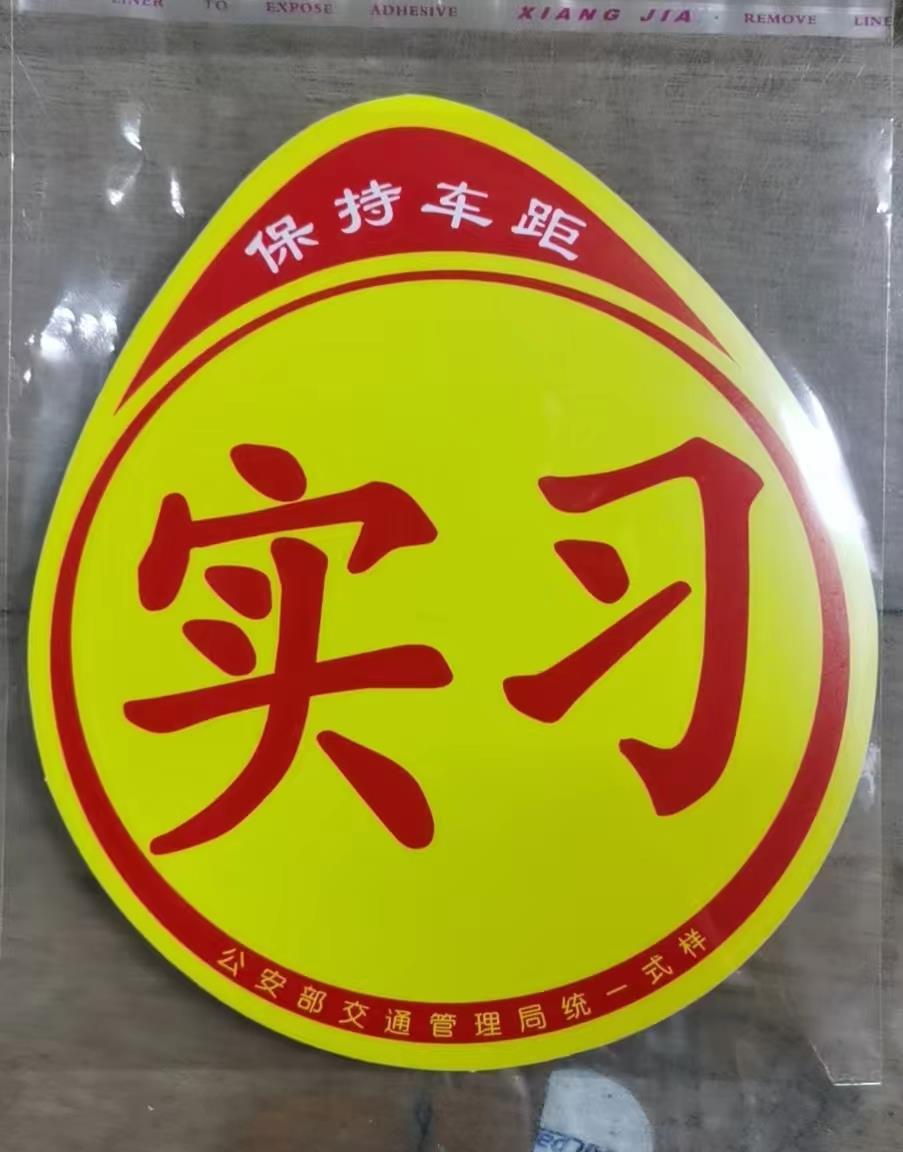 LINER TO EXPOSE ADHESIVE XIANG JIA · REMOVE LINE
保持车距
实习
公安部交通管理局统一式样